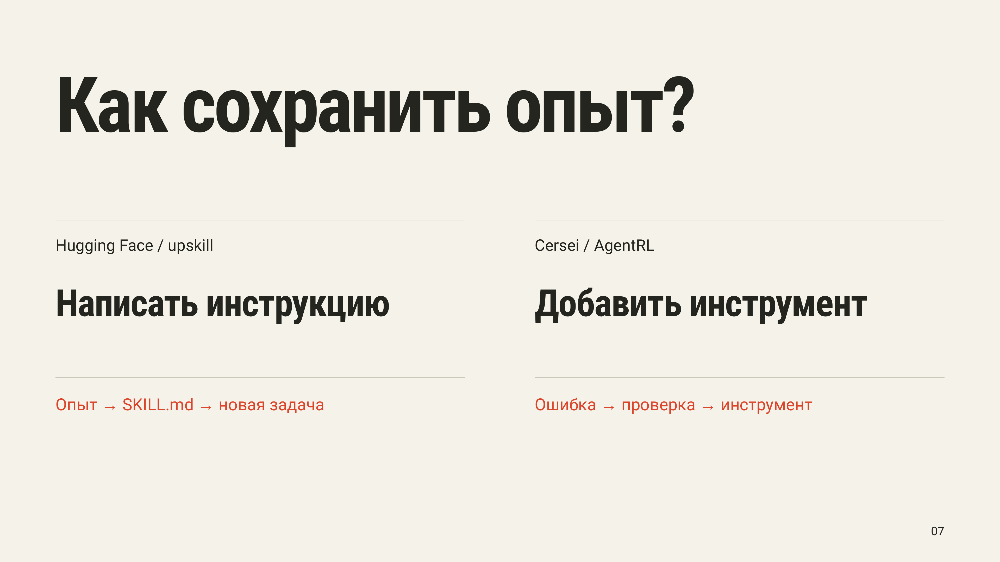 Как сохранить опыт?
Hugging Face / upskill
Написать инструкцию
Опыт → SKILL.md → новая задача
Cersei / AgentRL
Добавить инструмент
Ошибка → проверка → инструмент
07